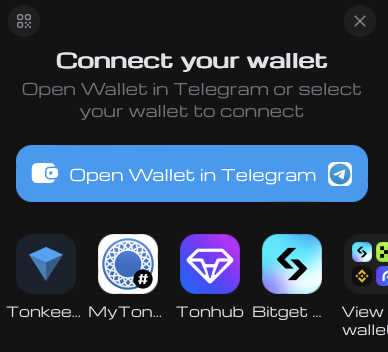 Connect your wallet
Open Wallet in Telegram or select
your wallet to connect
Open Wallet in Telegram
Tonkee... MyTon... Tonhub Bitget ... View
wallet